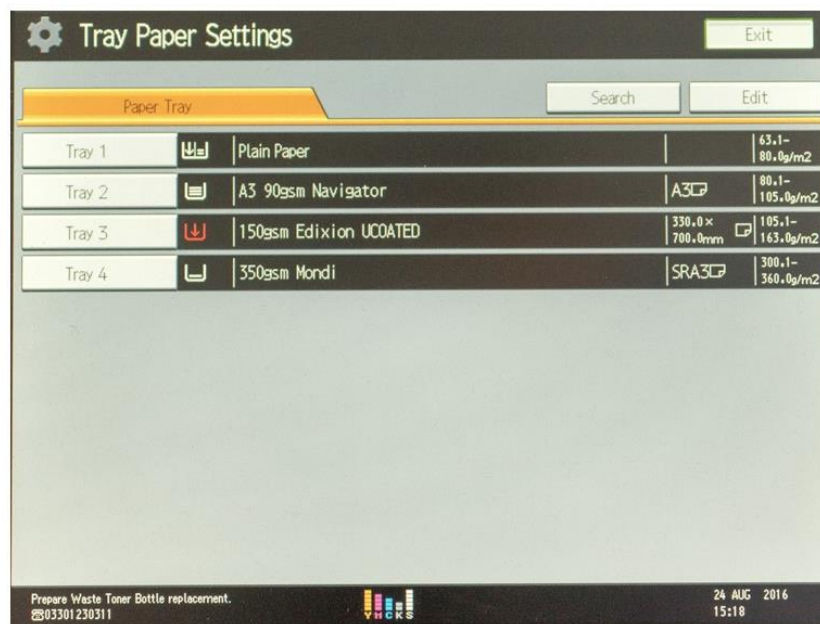 Tray Paper Settings
Exit
Paper Tray
Search
Edit
Tray 1
Plain Paper
63.1-
80.0g/m2
Tray 2
A3 90gsm Navigator
A3
80.1-
105.0g/m2
Tray 3
150gsm Edixion UCOATED
330.0×
700.0mm
105.1-
163.0g/m2
Tray 4
350gsm Mondi
SRA3
300.1-
360.0g/m2
Prepare Waste Toner Bottle replacement.
☎03301230311
Y M C K S
24 AUG 2016
15:18